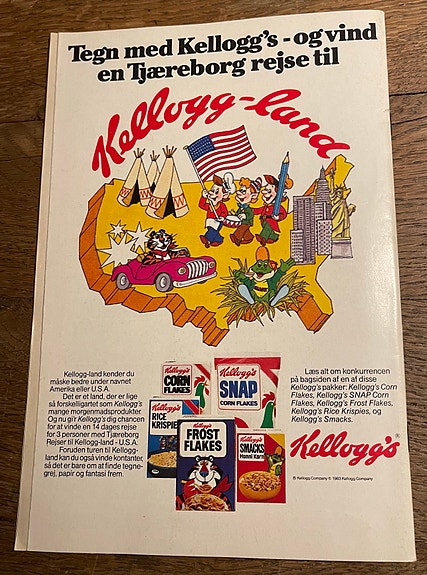 Tegn med Kellogg's - og vind
en Tjæreborg rejse til
Kellogg-land
Kellogg-land kender du
måske bedre under navnet
Amerika eller U.S.A.
Det er et land, der er lige
så forskelligartet som Kellogg's
mange morgenmadsprodukter.
Og nu gir Kellogg's dig chancen
for at vinde en 14 dages rejse
for 3 personer med Tjæreborg
Rejser til Kellogg-land - U.S.A.
Foruden turen til Kellogg-
land kan du også vinde kontanter,
så det er bare om at finde tegne-
grej, papir og fantasi frem.
Kellogg's
CORN
FLAKES
Kellogg's
SNAP
CORN FLAKES
Kellogg's
RICE
KRISPIES
Kellogg's
FROST
FLAKES
Kellogg's
SMACKS
Honni Korn
Læs alt om konkurrencen
på bagsiden af en af disse
Kellogg's pakker: Kellogg's Corn
Flakes, Kellogg's SNAP Corn
Flakes, Kellogg's Frost Flakes,
Kellogg's Rice Krispies, og
Kellogg's Smacks.
Kellogg's®
® Kellogg Company © 1983 Kellogg Company